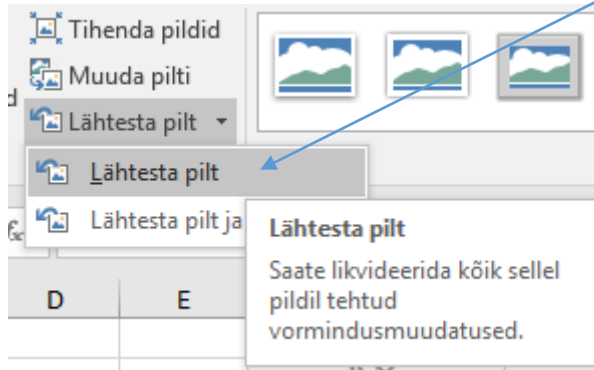 Tihenda pildid
Muuda pilti
Lähtesta pilt
Lähtesta pilt
Lähtesta pilt ja
Lähtesta pilt
Saate likvideerida kõik sellel
pildil tehtud
vormindusmuudatused.
D E